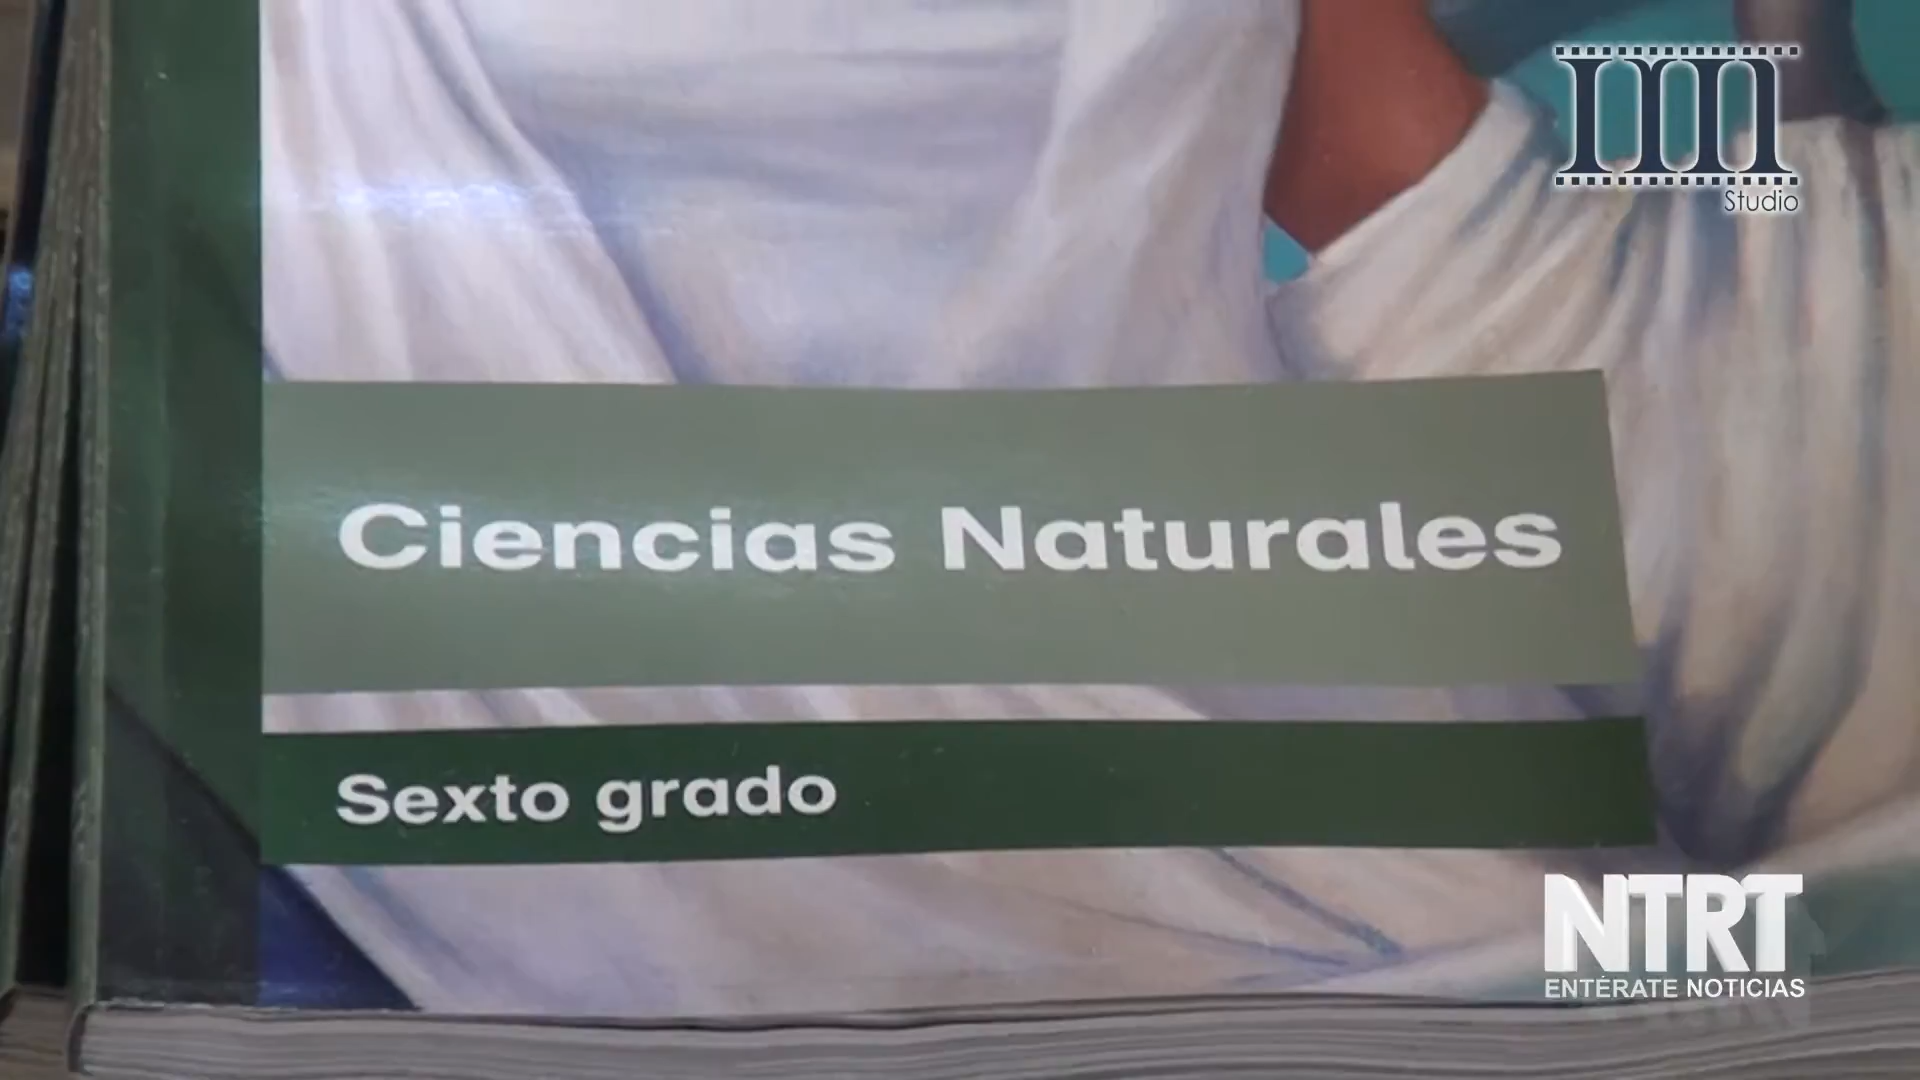 Studio
Ciencias Naturales
Sexto grado
NTRT
ENTÉRATE NOTICIAS